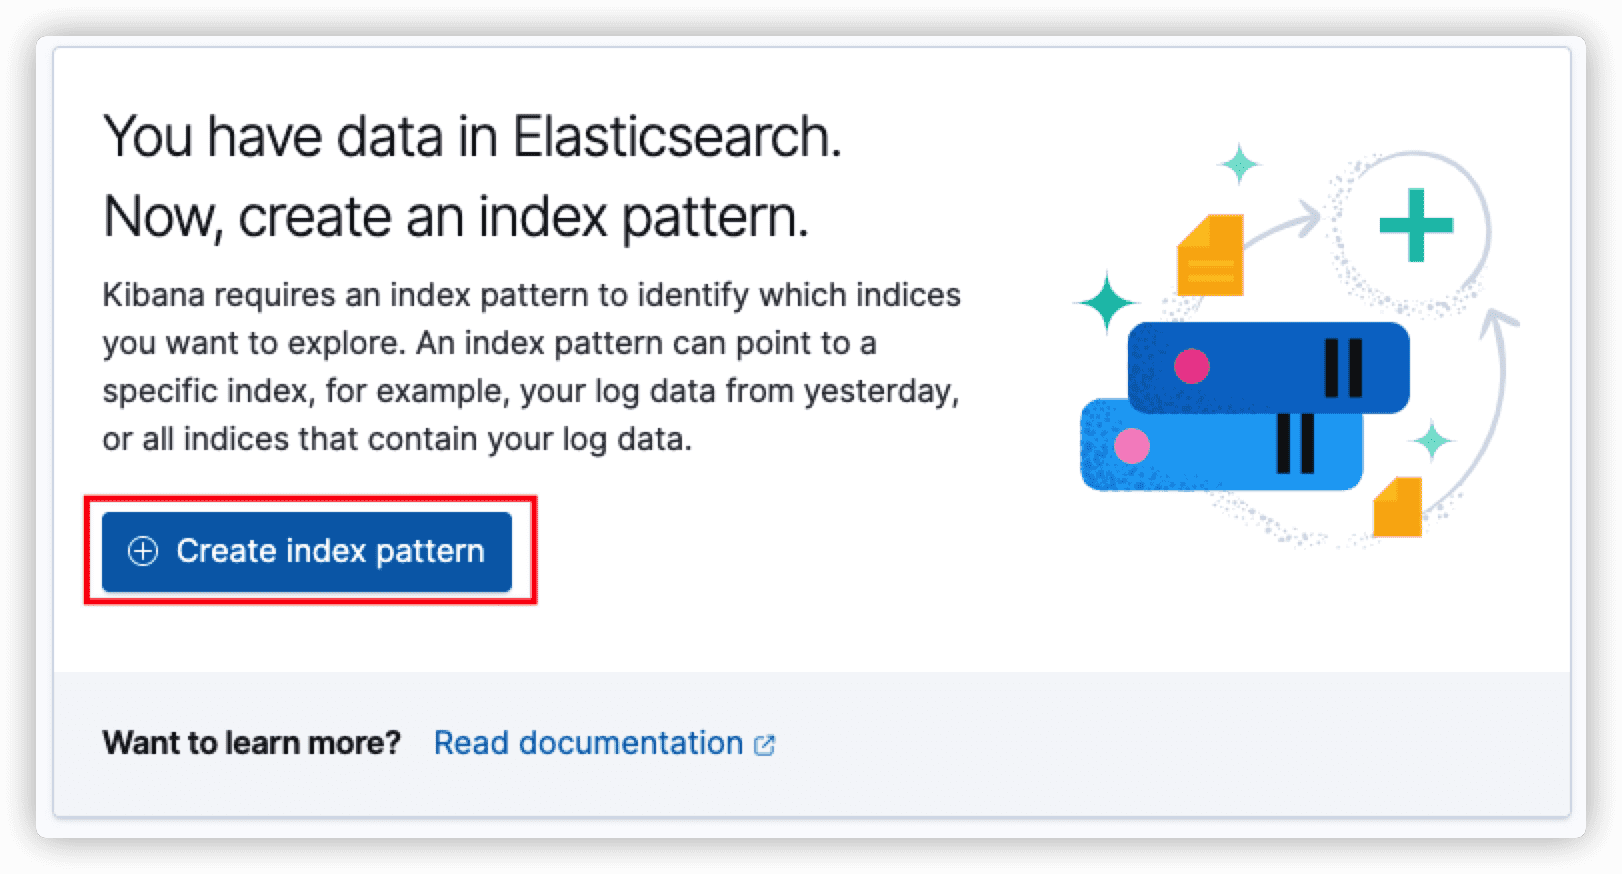 You have data in Elasticsearch.
Now, create an index pattern.
Kibana requires an index pattern to identify which indices
you want to explore. An index pattern can point to a
specific index, for example, your log data from yesterday,
or all indices that contain your log data.
Create index pattern
Want to learn more? Read documentation